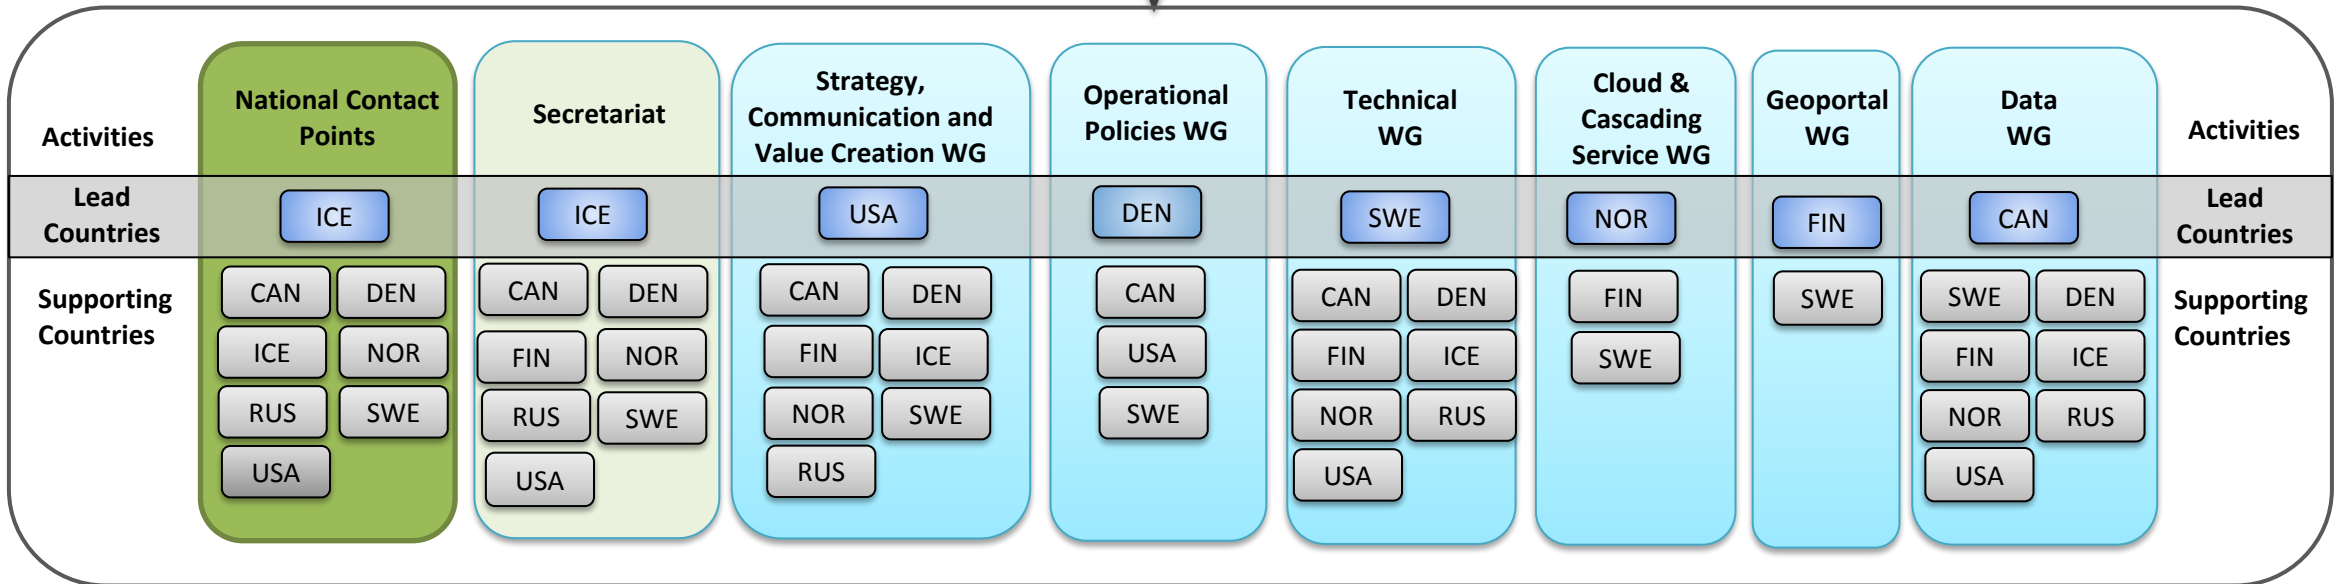 Activities
National Contact
Points
Secretariat
Strategy,
Communication and
Value Creation WG
Operational
Policies WG
Technical
WG
Cloud &
Cascading
Service WG
Geoportal
WG
Data
WG
Activities
Lead
Countries
ICE
ICE
USA
DEN
SWE
NOR
FIN
CAN
Lead
Countries
Supporting
Countries
CAN DEN
ICE NOR
RUS SWE
USA
CAN DEN
FIN NOR
RUS SWE
USA
CAN DEN
FIN ICE
NOR SWE
RUS
CAN
USA
SWE
CAN DEN
FIN ICE
NOR RUS
USA
FIN
SWE
SWE
SWE DEN
FIN ICE
NOR RUS
USA
Supporting
Countries